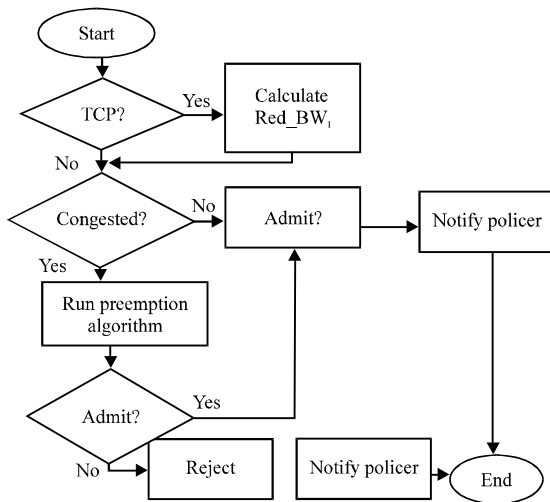 Start
TCP?
Yes
Calculate
Red_BW₁
No
Congested?
No
Admit?
Notify policer
Yes
Run preemption
algorithm
Admit?
Yes
No
Reject
Notify policer
End